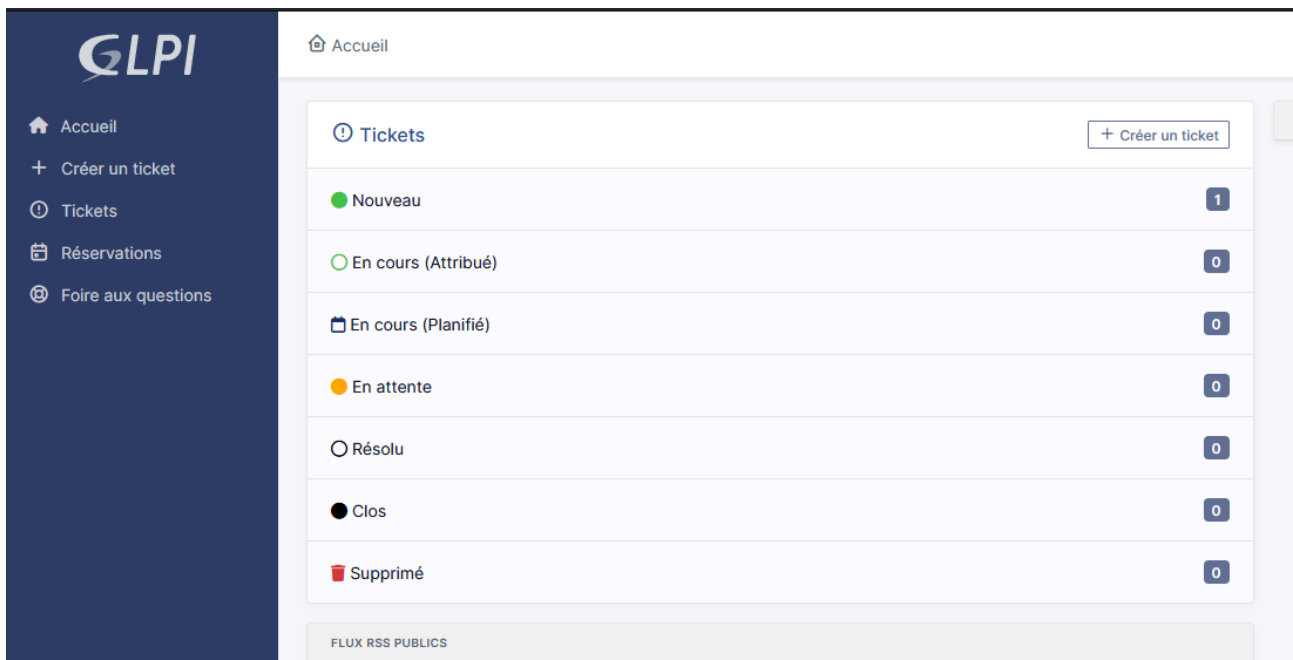 GLPI
Accueil
Créer un ticket
Tickets
Réservations
Foire aux questions
Accueil
Tickets
+ Créer un ticket
Nouveau 1
En cours (Attribué) 0
En cours (Planifié) 0
En attente 0
Résolu 0
Clos 0
Supprimé 0
FLUX RSS PUBLICS